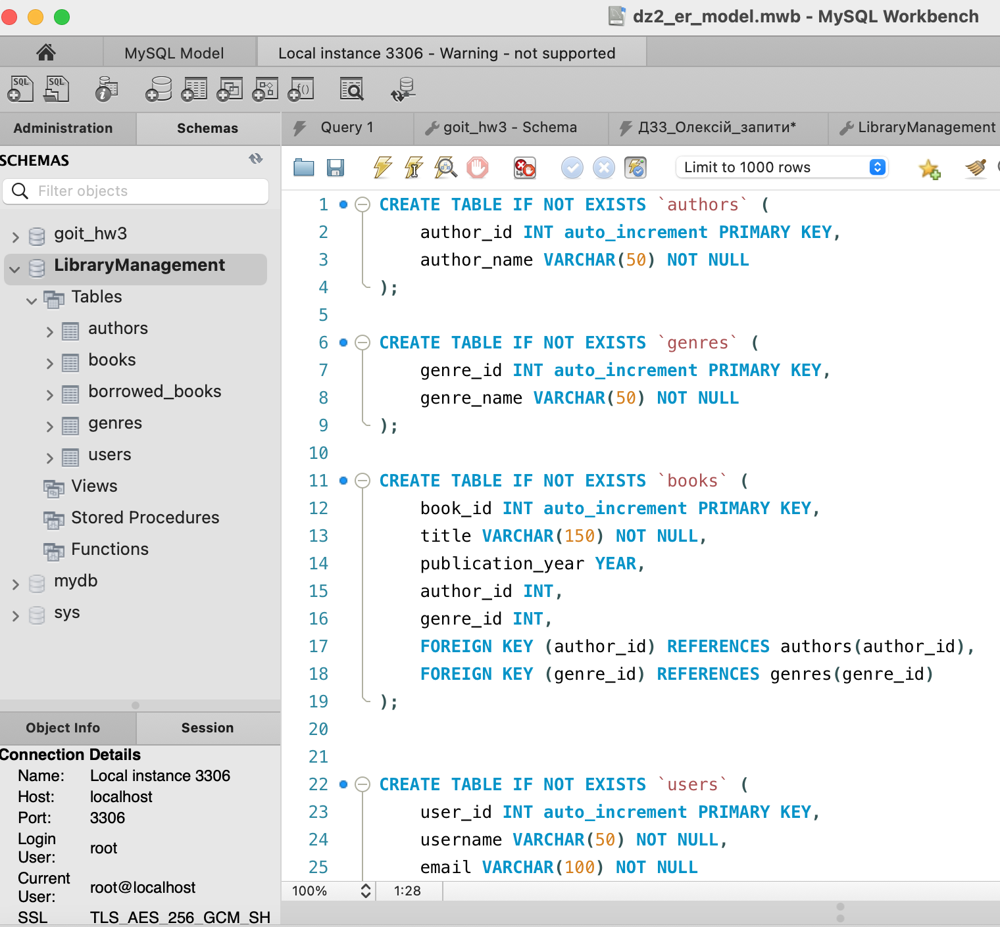 dz2_er_model.mwb - MySQL Workbench
MySQL Model
Local instance 3306 - Warning - not supported
SQL
SQL
i
f()
Administration
Schemas
Query 1
goit_hw3 - Schema
ДЗ3_Олексій_запити*
LibraryManagement
SCHEMAS
Filter objects
Limit to 1000 rows
goit_hw3
LibraryManagement
Tables
authors
books
borrowed_books
genres
users
Views
Stored Procedures
Functions
mydb
sys
1 CREATE TABLE IF NOT EXISTS `authors` (
2 author_id INT auto_increment PRIMARY KEY,
3 author_name VARCHAR(50) NOT NULL
4 );
5
6 CREATE TABLE IF NOT EXISTS `genres` (
7 genre_id INT auto_increment PRIMARY KEY,
8 genre_name VARCHAR(50) NOT NULL
9 );
10
11 CREATE TABLE IF NOT EXISTS `books` (
12 book_id INT auto_increment PRIMARY KEY,
13 title VARCHAR(150) NOT NULL,
14 publication_year YEAR,
15 author_id INT,
16 genre_id INT,
17 FOREIGN KEY (author_id) REFERENCES authors(author_id),
18 FOREIGN KEY (genre_id) REFERENCES genres(genre_id)
19 );
20
21
22 CREATE TABLE IF NOT EXISTS `users` (
23 user_id INT auto_increment PRIMARY KEY,
24 username VARCHAR(50) NOT NULL,
25 email VARCHAR(100) NOT NULL
100%
1:28
Object Info
Session
Connection Details
Name: Local instance 3306
Host: localhost
Port: 3306
Login User: root
Current User: root@localhost
SSL TLS_AES_256_GCM_SH